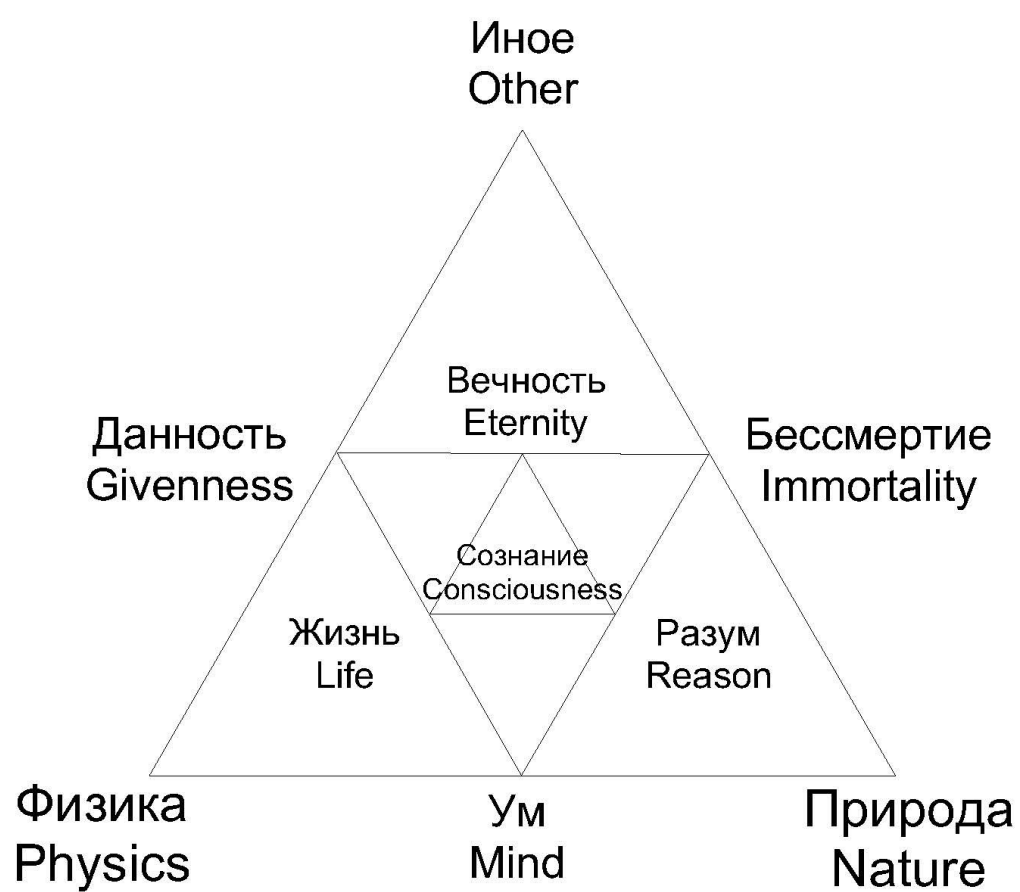 Иное
Other
Вечность
Eternity
Данность
Givenness
Бессмертие
Immortality
Сознание
Consciousness
Жизнь
Life
Разум
Reason
Физика
Physics
Ум
Mind
Природа
Nature